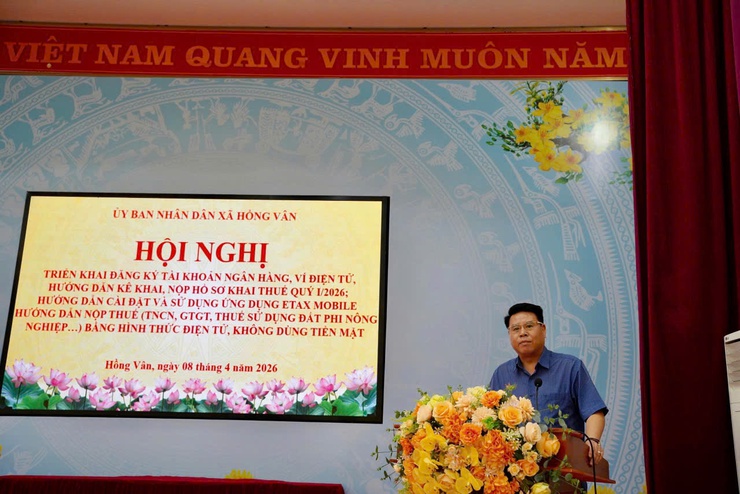 VIỆT NAM QUANG VINH MUÔN NĂM
ỦY BAN NHÂN DÂN XÃ HỒNG VÂN
HỘI NGHỊ
TRIỂN KHAI ĐĂNG KÝ TÀI KHOẢN NGÂN HÀNG, VÍ ĐIỆN TỬ,
HƯỚNG DẪN KÊ KHAI, NỘP HỒ SƠ KHAI THUẾ QUÝ I/2026;
HƯỚNG DẪN CÀI ĐẶT VÀ SỬ DỤNG ỨNG DỤNG ETAX MOBILE
HƯỚNG DẪN NỘP THUẾ (TNCN, GTGT, THUẾ SỬ DỤNG ĐẤT PHI NÔNG
NGHIỆP…) BẰNG HÌNH THỨC ĐIỆN TỬ, KHÔNG DÙNG TIỀN MẶT
Hồng Vân, ngày 08 tháng 4 năm 2026